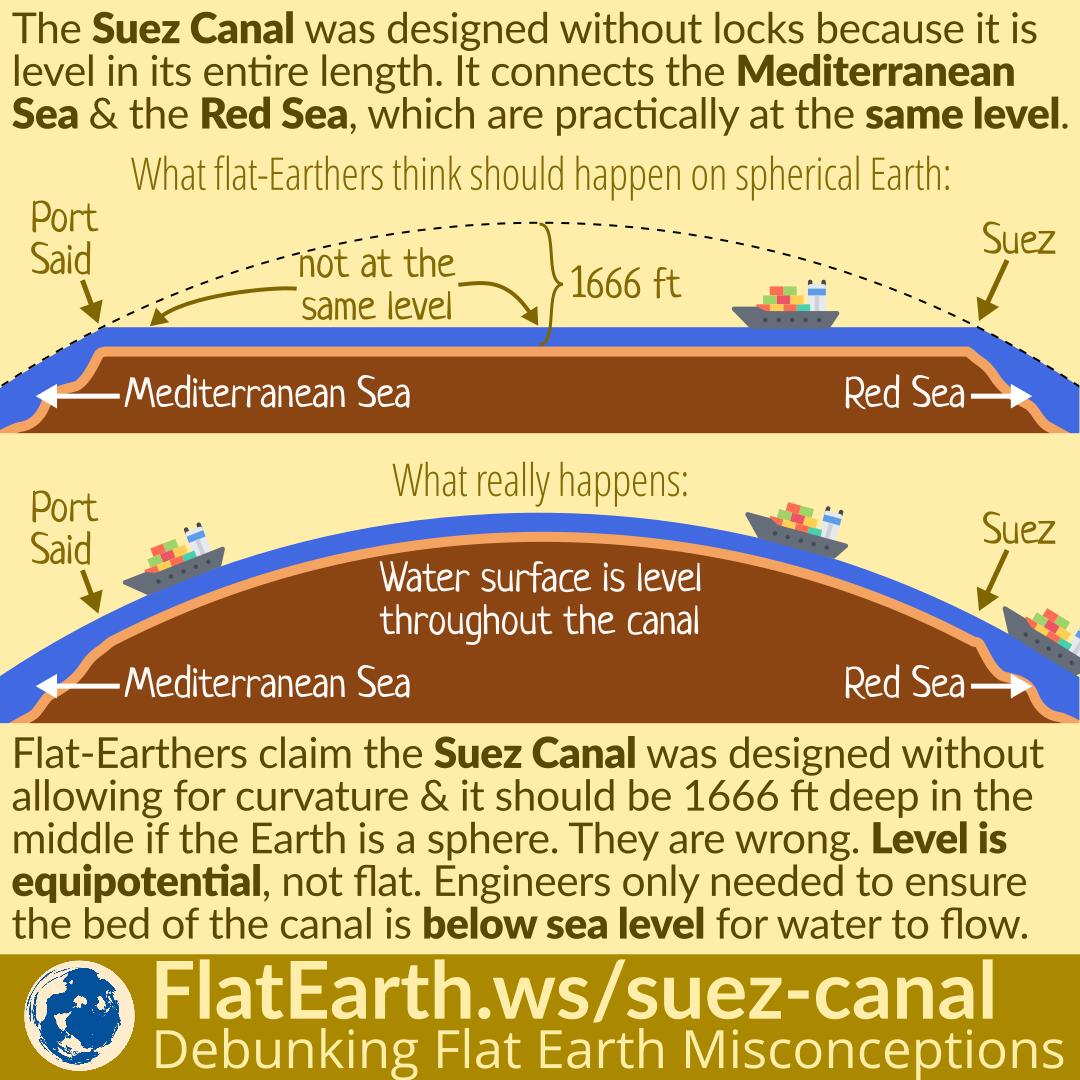 The Suez Canal was designed without locks because it is
level in its entire length. It connects the Mediterranean
Sea & the Red Sea, which are practically at the same level.
What flat-Earthers think should happen on spherical Earth:
Port
Said
Suez
not at the
same level
1666 ft
Mediterranean Sea
Red Sea
What really happens:
Port
Said
Suez
Water surface is level
throughout the canal
Mediterranean Sea
Red Sea
Flat-Earthers claim the Suez Canal was designed without
allowing for curvature & it should be 1666 ft deep in the
middle if the Earth is a sphere. They are wrong. Level is
equipotential, not flat. Engineers only needed to ensure
the bed of the canal is below sea level for water to flow.
FlatEarth.ws/suez-canal
Debunking Flat Earth Misconceptions